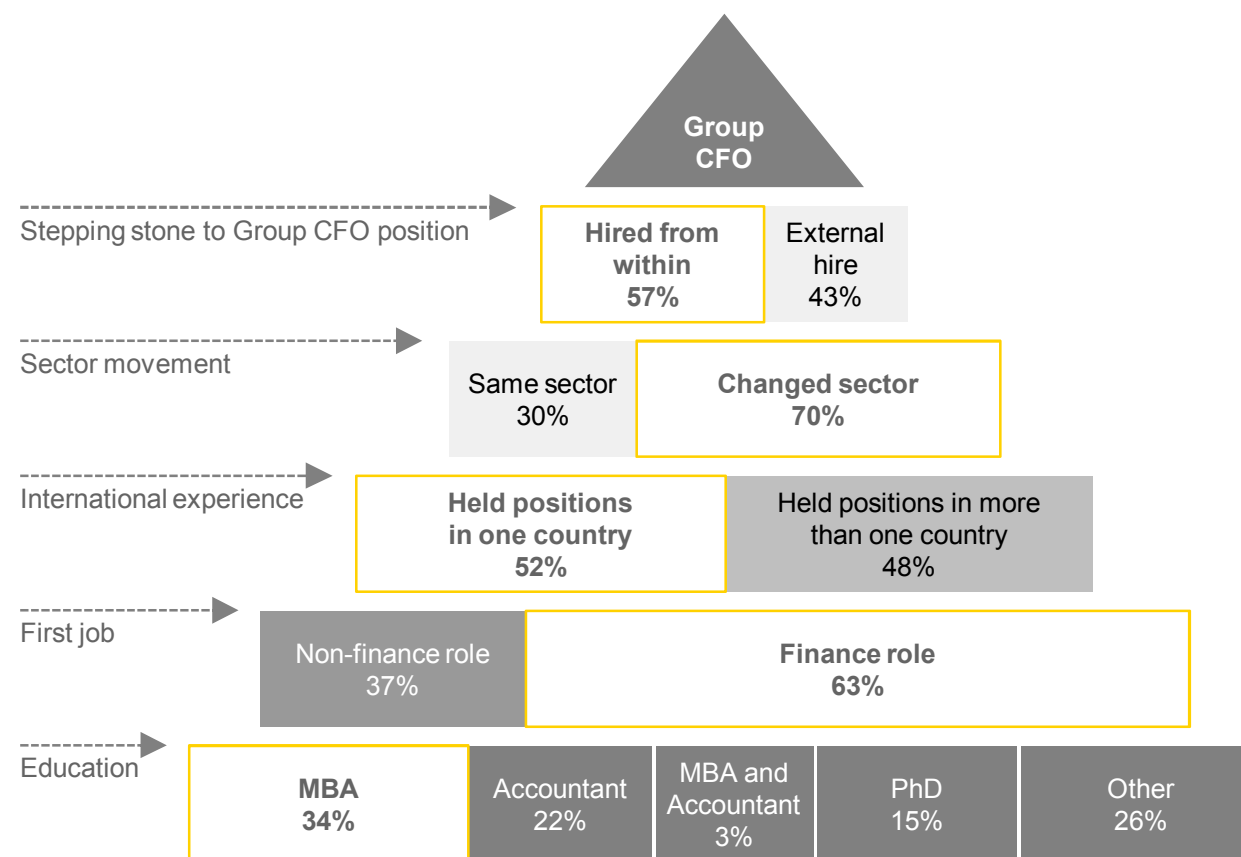 Group
CFO
Stepping stone to Group CFO position
Hired from
within
57%
External
hire
43%
Sector movement
Same sector
30%
Changed sector
70%
International experience
Held positions
in one country
52%
Held positions in more
than one country
48%
First job
Non-finance role
37%
Finance role
63%
Education
MBA
34%
Accountant
22%
MBA and
Accountant
3%
PhD
15%
Other
26%